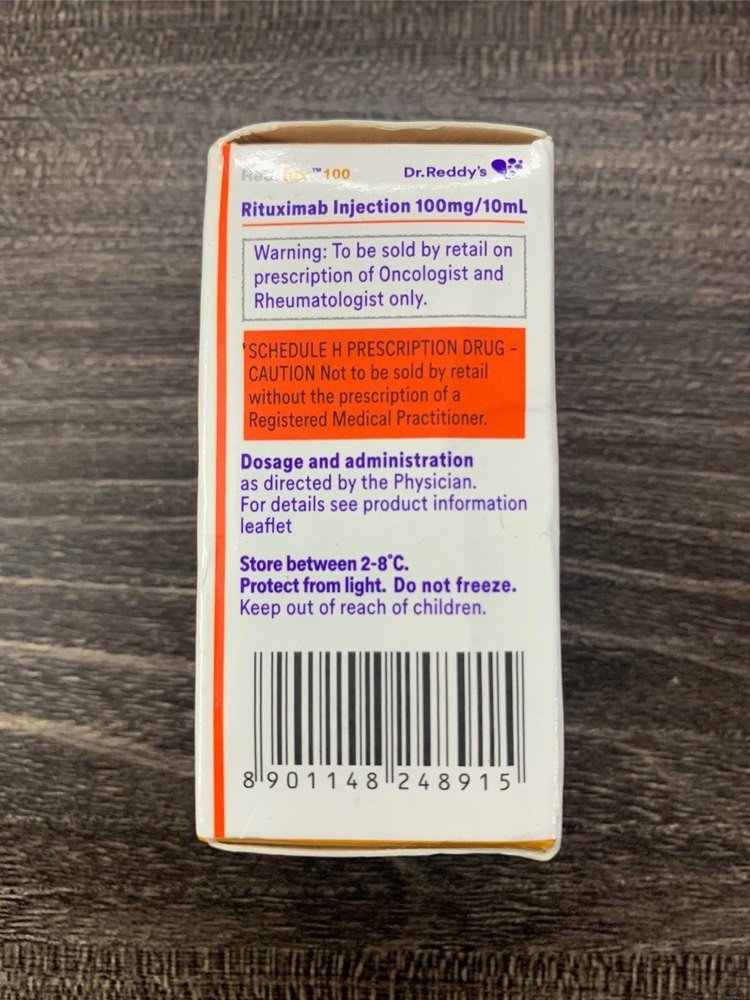 ™100
Dr.Reddy's
Rituximab Injection 100mg/10mL
Warning: To be sold by retail on
prescription of Oncologist and
Rheumatologist only.
'SCHEDULE H PRESCRIPTION DRUG –
CAUTION Not to be sold by retail
without the prescription of a
Registered Medical Practitioner.
Dosage and administration
as directed by the Physician.
For details see product information
leaflet
Store between 2-8°C.
Protect from light. Do not freeze.
Keep out of reach of children.
8 901148 248915